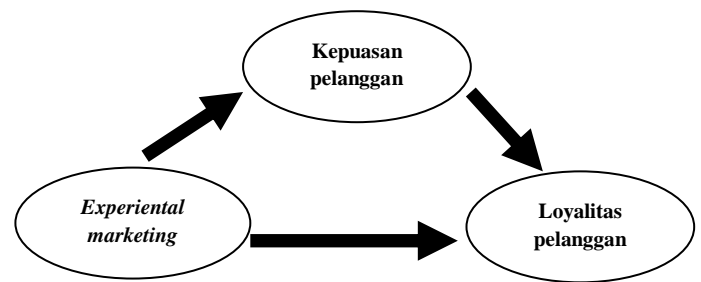 Kepuasan
pelanggan
Experiental
marketing
Loyalitas
pelanggan